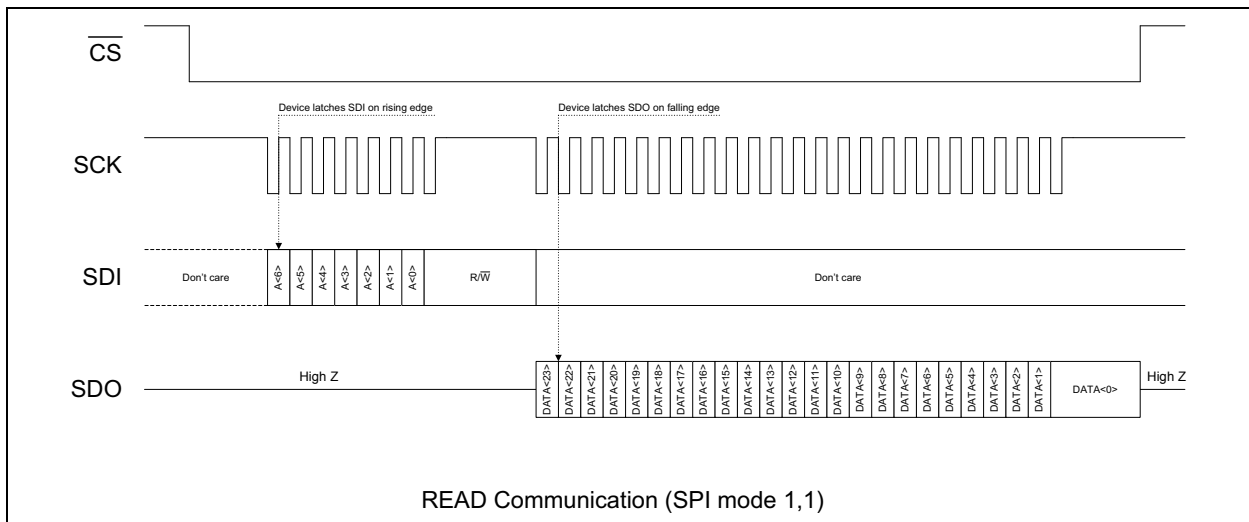 CS
Device latches SDI on rising edge
Device latches SDO on falling edge
SCK
SDI
Don't care
A<6>
A<5>
A<4>
A<3>
A<2>
A<1>
A<0>
R/W
Don't care
SDO
High Z
DATA<23>
DATA<22>
DATA<21>
DATA<20>
DATA<19>
DATA<18>
DATA<17>
DATA<16>
DATA<15>
DATA<14>
DATA<13>
DATA<12>
DATA<11>
DATA<10>
DATA<9>
DATA<8>
DATA<7>
DATA<6>
DATA<5>
DATA<4>
DATA<3>
DATA<2>
DATA<1>
DATA<0>
High Z
READ Communication (SPI mode 1,1)